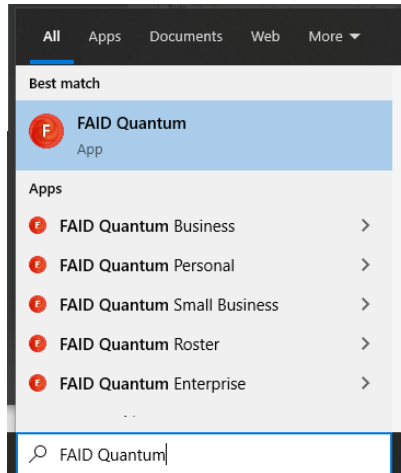 All Apps Documents Web More
Best match
FAID Quantum
App
Apps
FAID Quantum Business
FAID Quantum Personal
FAID Quantum Small Business
FAID Quantum Roster
FAID Quantum Enterprise
FAID Quantum